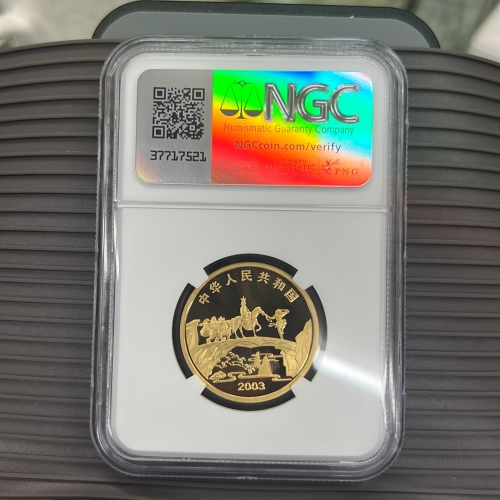 NGC
Numismatic Guaranty Company
NGCcoin.com/verify
37717521
PNG
中华人民共和国
2003